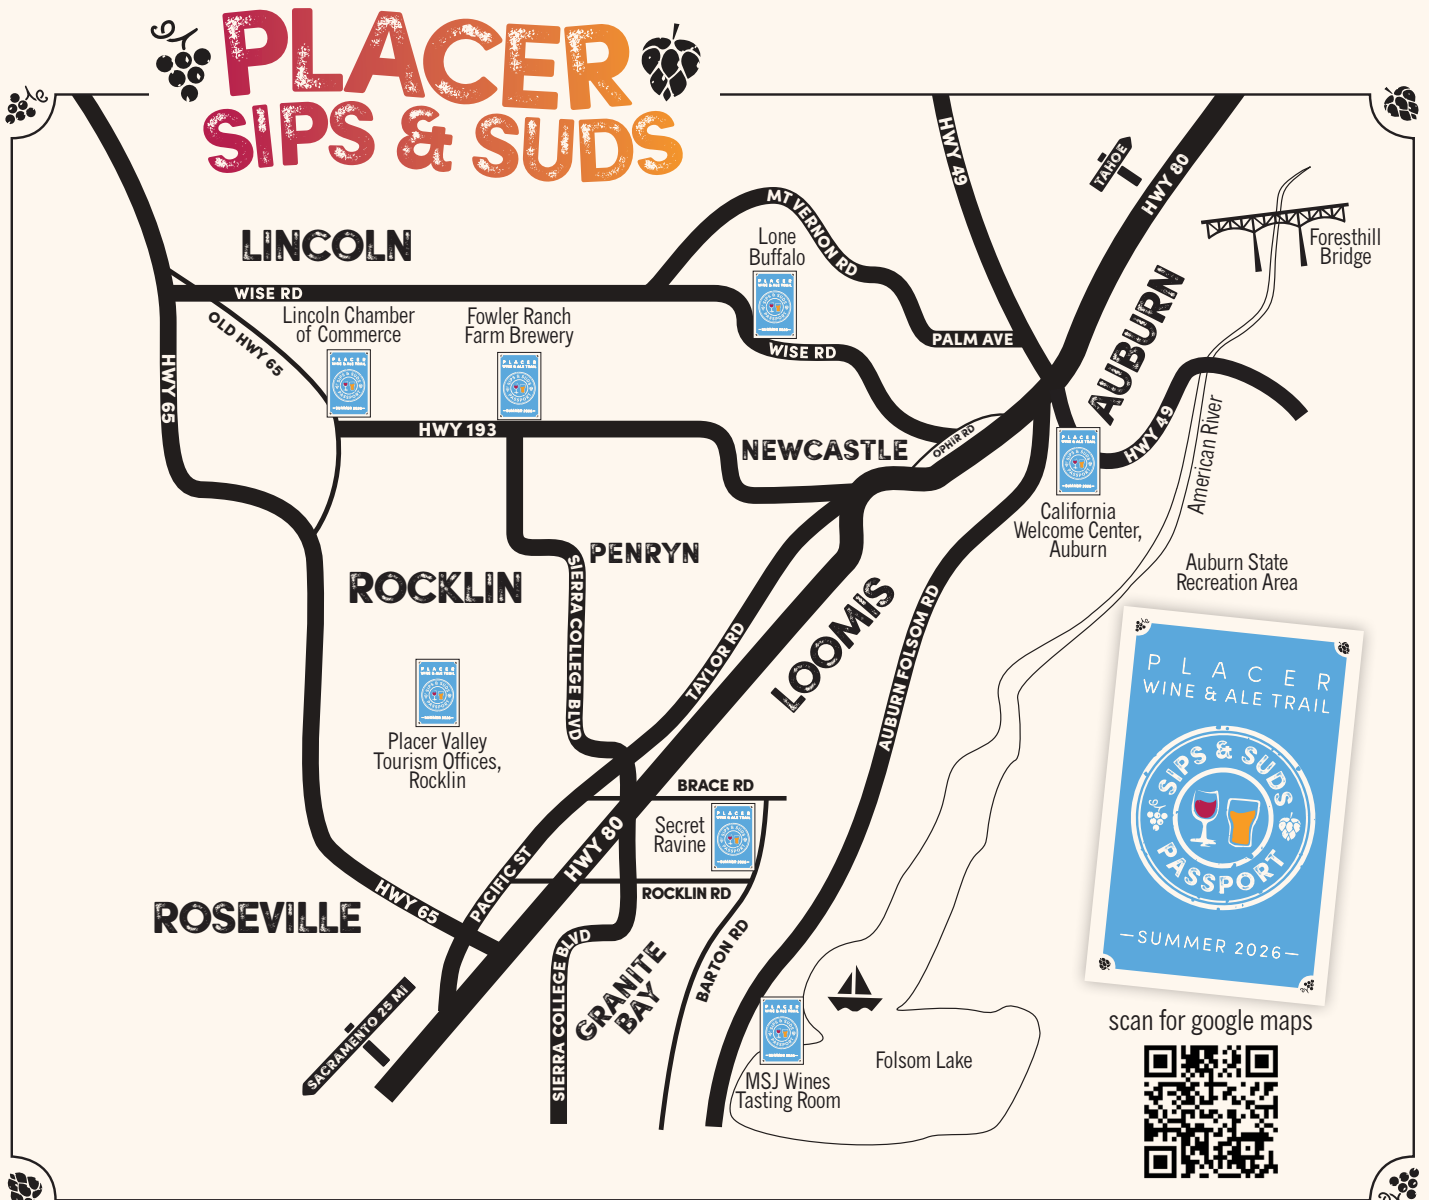 PLACER
SIPS & SUDS
HWY 49
HWY 80
TAHOE
MT VERNON RD
Foresthill
Bridge
LINCOLN
Lone
Buffalo
WISE RD
OLD HWY 65
Lincoln Chamber
of Commerce
Fowler Ranch
Farm Brewery
WISE RD
PALM AVE
AUBURN
HWY 65
HWY 193
NEWCASTLE
OPHIR RD
HWY 49
American River
California
Welcome Center,
Auburn
PENRYN
ROCKLIN
SIERRA COLLEGE BLVD
LOOMIS
TAYLOR RD
AUBURN FOLSOM RD
Auburn State
Recreation Area
Placer Valley
Tourism Offices,
Rocklin
BRACE RD
Secret
Ravine
HWY 80
PACIFIC ST
ROCKLIN RD
HWY 65
ROSEVILLE
SIERRA COLLEGE BLVD
GRANITE
BAY
BARTON RD
SACRAMENTO 25 Mi
MSJ Wines
Tasting Room
Folsom Lake
PLACER
WINE & ALE TRAIL
SIPS & SUDS
PASSPORT
—SUMMER 2026—
scan for google maps